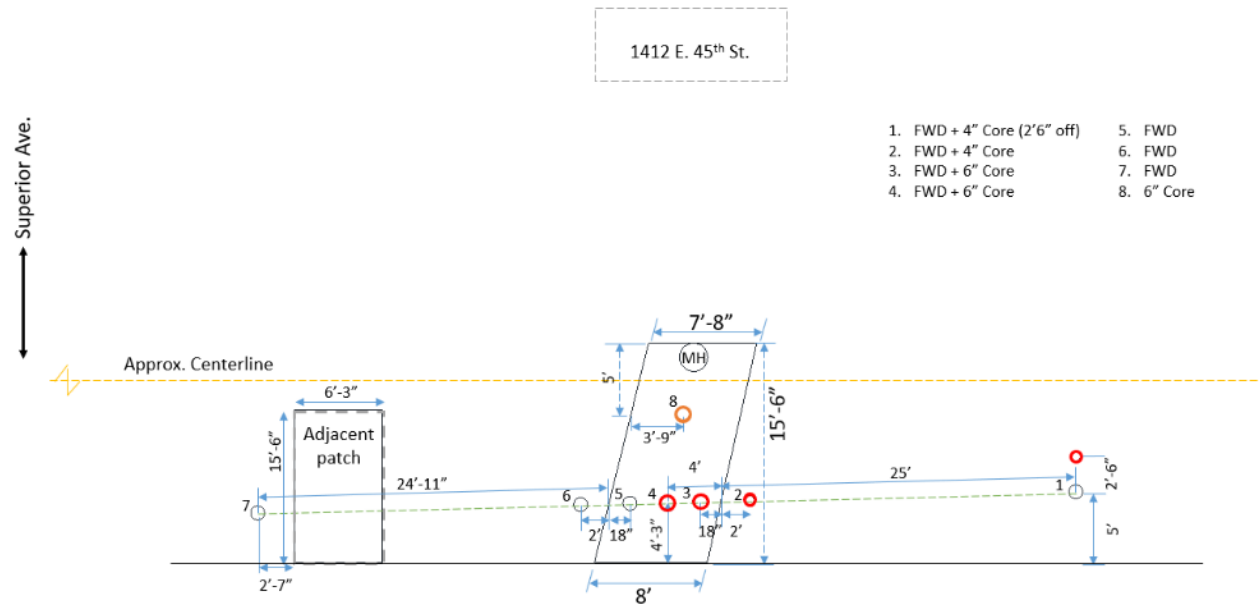 1412 E. 45th St.
Superior Ave.
1. FWD + 4” Core (2’6” off)
2. FWD + 4” Core
3. FWD + 6” Core
4. FWD + 6” Core
5. FWD
6. FWD
7. FWD
8. 6” Core
7’-8”
MH
Approx. Centerline
5’
6’-3”
8
3’-9”
15’-6”
Adjacent
patch
15’-6”
4’
25’
2’-6”
24’-11”
1
7
6
5
4
3
2
2’
18”
4’-3”
18”
2’
5’
2’-7”
8’